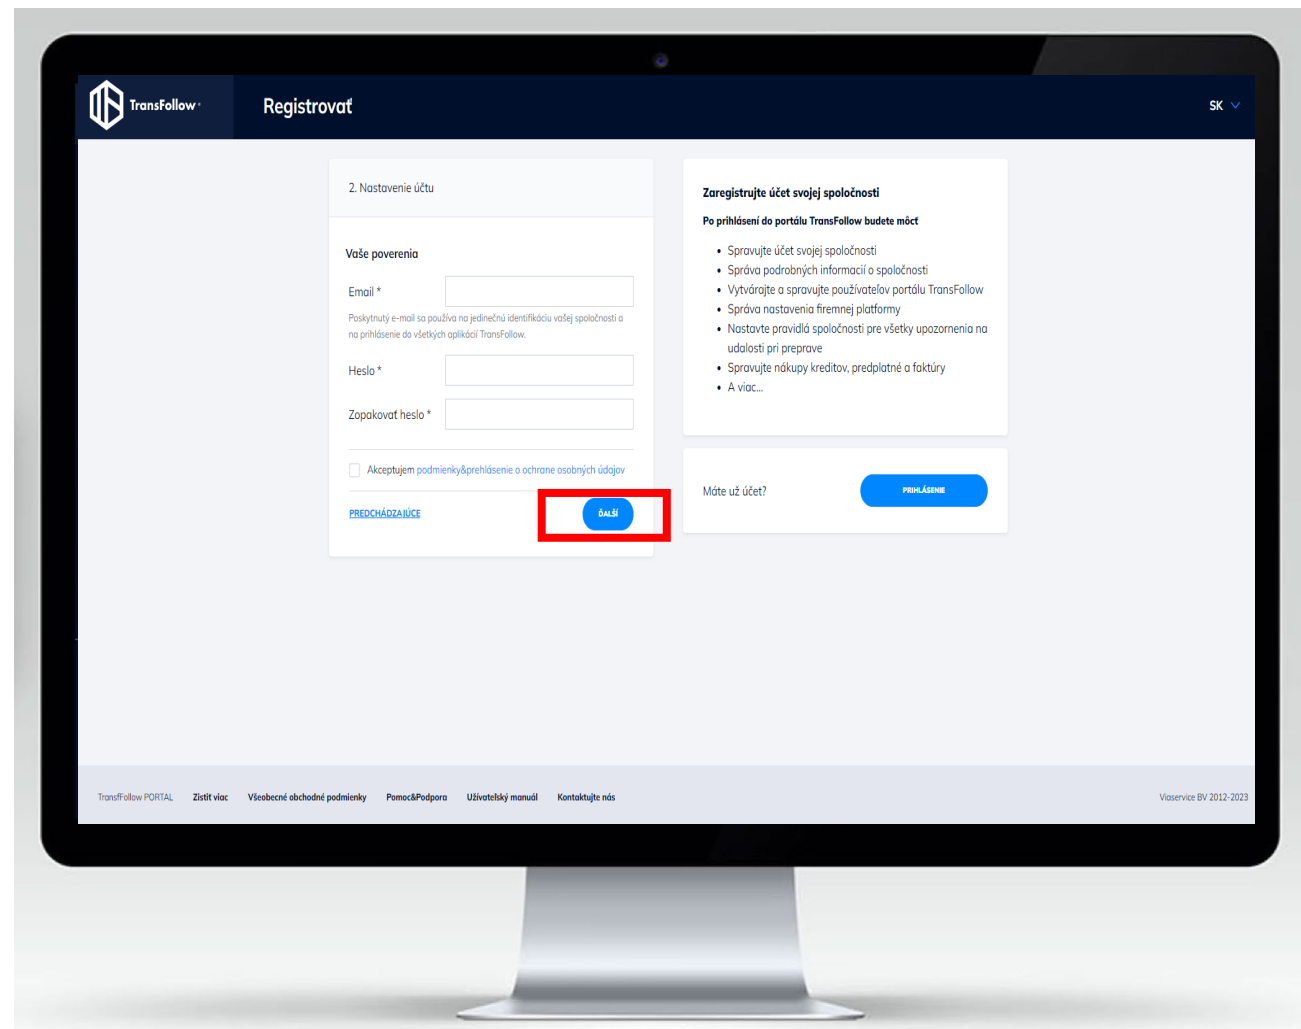 TransFollow
Registrovať
SK
2. Nastavenie účtu
Vaše poverenia
Email *
Poskytnutý e-mail sa používa na jedinečnú identifikáciu vašej spoločnosti a
na prihlásenie do všetkých aplikácií TransFollow.
Heslo *
Zopakovať heslo *
Akceptujem podmienky&prehlásenie o ochrane osobných údajov
PREDCHÁDZAJÚCE
ĎALŠÍ
Zaregistrujte účet svojej spoločnosti
Po prihlásení do portálu TransFollow budete môcť
• Spravujte účet svojej spoločnosti
• Správa podrobných informacií o spoločnosti
• Vytvárajte a spravujte používateľov portálu TransFollow
• Správa nastavenia firemnej platformy
• Nastavte pravidlá spoločnosti pre všetky upozornenia na
udalosti pri preprave
• Spravujte nákupy kreditov, predplatné a faktúry
• A viac...
Máte už účet?
PRIHLÁSENIE
TransfFollow PORTAL
Zistiť viac
Všeobecné obchodné podmienky
Pomoc&Podpora
Užívateľský manuál
Kontaktujte nás
Viaservice BV 2012-2023